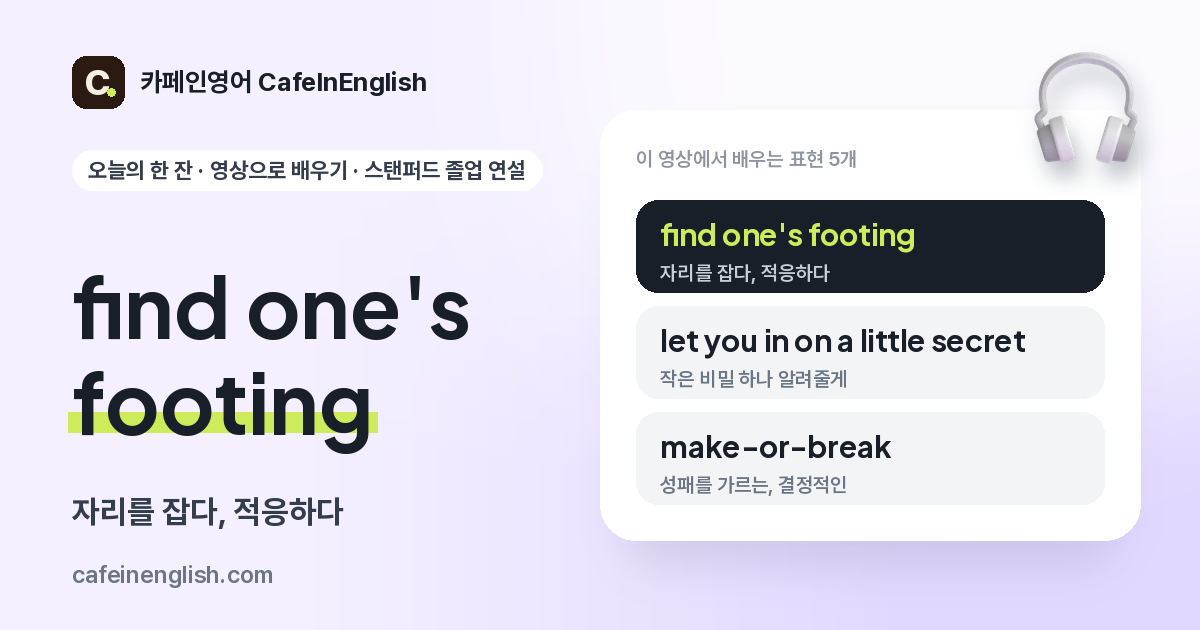 C
카페인영어 CafeInEnglish
오늘의 한 잔 · 영상으로 배우기 · 스탠퍼드 졸업 연설
find one's
footing
자리를 잡다, 적응하다
cafeinenglish.com
이 영상에서 배우는 표현 5개
find one's footing
자리를 잡다, 적응하다
let you in on a little secret
작은 비밀 하나 알려줄게
make-or-break
성패를 가르는, 결정적인